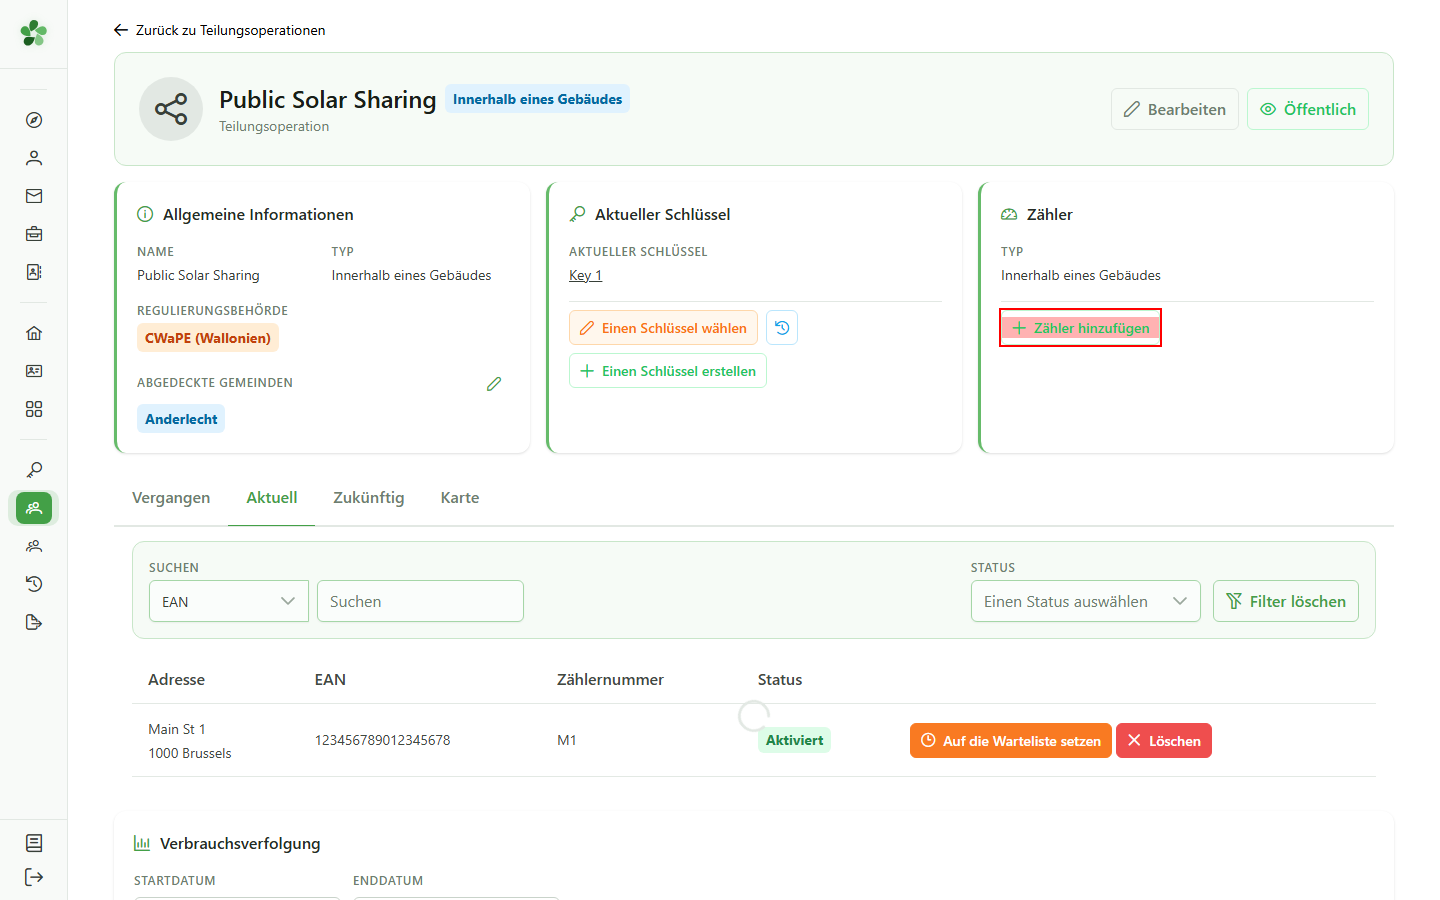 Zurück zu Teilungsoperationen
Public Solar Sharing
Innerhalb eines Gebäudes
Teilungsoperation
Bearbeiten
Öffentlich
Allgemeine Informationen
NAME
TYP
Public Solar Sharing
Innerhalb eines Gebäudes
REGULIERUNGSBEHÖRDE
CWaPE (Wallonien)
ABGEDECKTE GEMEINDEN
Anderlecht
Aktueller Schlüssel
AKTUELLER SCHLÜSSEL
Key 1
Einen Schlüssel wählen
Einen Schlüssel erstellen
Zähler
TYP
Innerhalb eines Gebäudes
Zähler hinzufügen
Vergangen
Aktuell
Zukünftig
Karte
SUCHEN
STATUS
EAN
Suchen
Einen Status auswählen
Filter löschen
Adresse
EAN
Zählernummer
Status
Main St 1
1000 Brussels
123456789012345678
M1
Aktiviert
Auf die Warteliste setzen
Löschen
Verbrauchsverfolgung
STARTDATUM
ENDDATUM